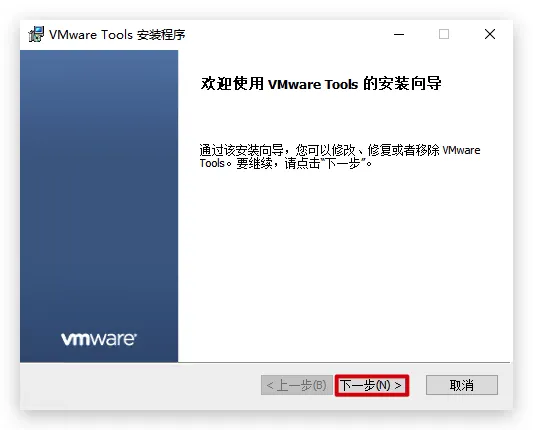 VMware Tools 安装程序
欢迎使用 VMware Tools 的安装向导
通过该安装向导，您可以修改、修复或者移除 VMware
Tools。要继续，请点击“下一步”。
vmware
< 上一步(B) 下一步(N) > 取消